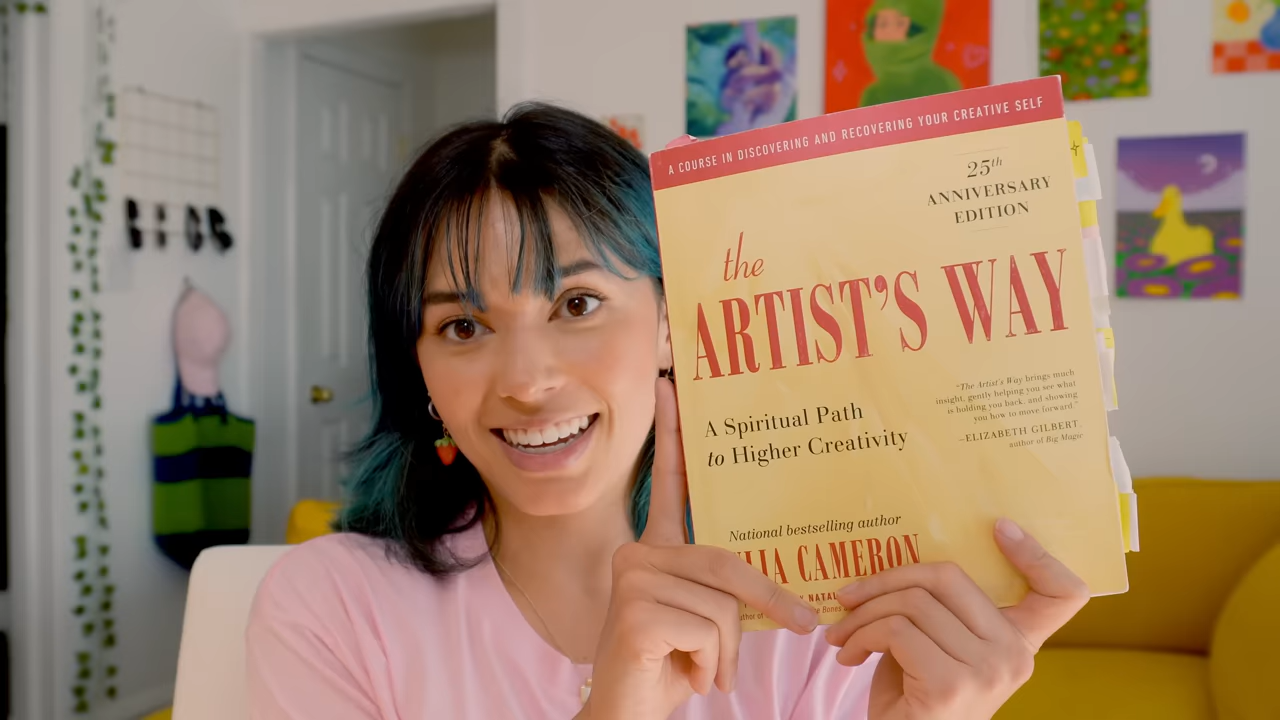 A COURSE IN DISCOVERING AND RECOVERING YOUR CREATIVE SELF
25th
ANNIVERSARY
EDITION
the
ARTIST'S WAY
"The Artist's Way brings much
insight, gently helping you see what
is holding you back, and showing
you how to move forward."
—ELIZABETH GILBERT,
author of Big Magic
A Spiritual Path
to Higher Creativity
National bestselling author
CAMERON